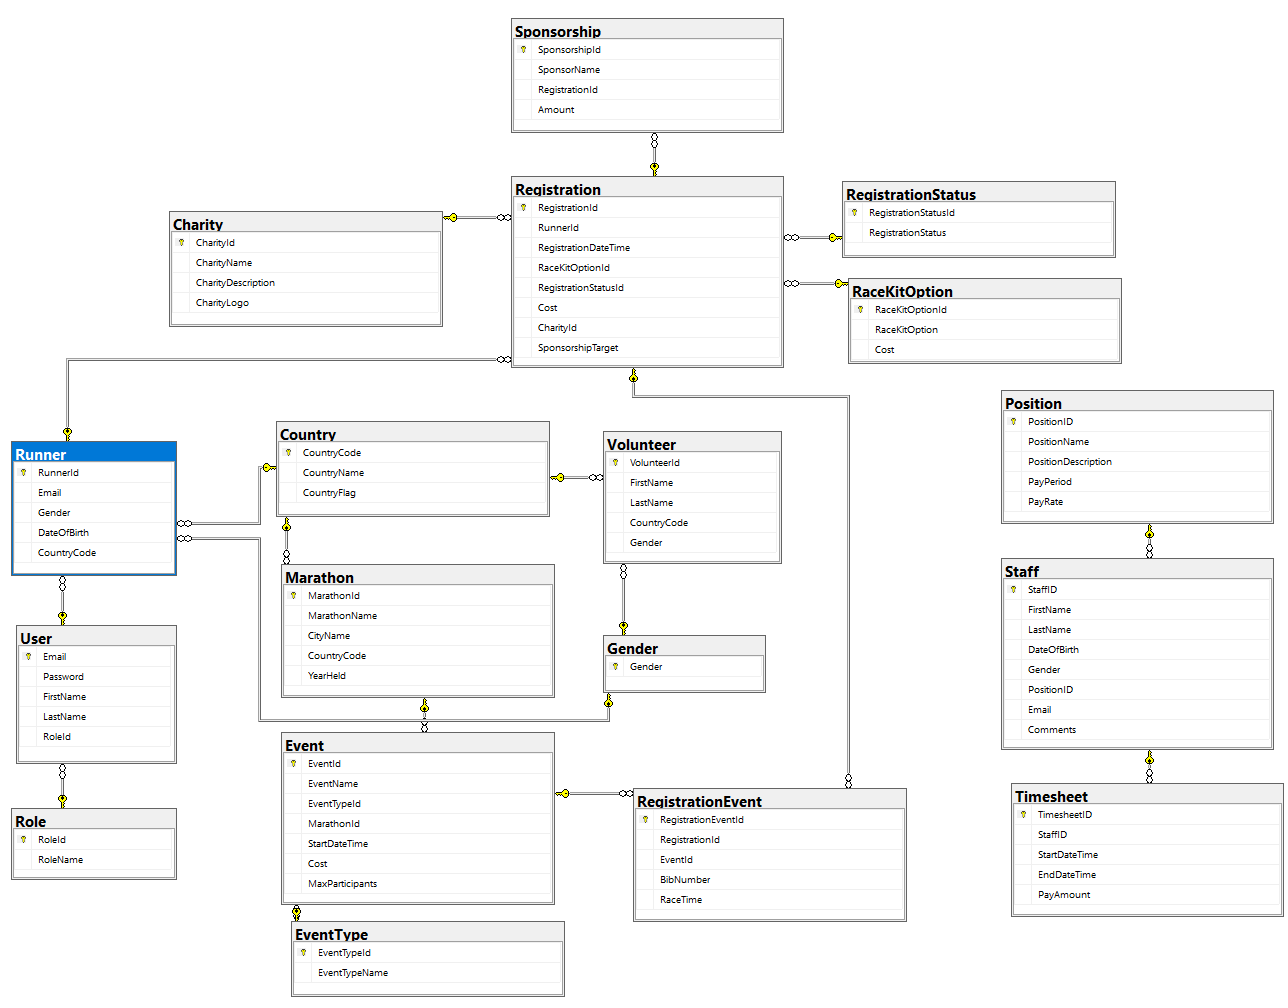 Sponsorship
SponsorshipId
SponsorName
RegistrationId
Amount
Registration
RegistrationId
RunnerId
RegistrationDateTime
RaceKitOptionId
RegistrationStatusId
Cost
CharityId
SponsorshipTarget
RegistrationStatus
RegistrationStatusId
RegistrationStatus
Charity
CharityId
CharityName
CharityDescription
CharityLogo
RaceKitOption
RaceKitOptionId
RaceKitOption
Cost
Position
PositionID
PositionName
PositionDescription
PayPeriod
PayRate
Country
CountryCode
CountryName
CountryFlag
Volunteer
VolunteerId
FirstName
LastName
CountryCode
Gender
Runner
RunnerId
Email
Gender
DateOfBirth
CountryCode
Staff
StaffID
FirstName
LastName
DateOfBirth
Gender
PositionID
Email
Comments
Marathon
MarathonId
MarathonName
CityName
CountryCode
YearHeld
User
Email
Password
FirstName
LastName
RoleId
Gender
Gender
Event
EventId
EventName
EventTypeId
MarathonId
StartDateTime
Cost
MaxParticipants
RegistrationEvent
RegistrationEventId
RegistrationId
EventId
BibNumber
RaceTime
Timesheet
TimesheetID
StaffID
StartDateTime
EndDateTime
PayAmount
Role
RoleId
RoleName
EventType
EventTypeId
EventTypeName